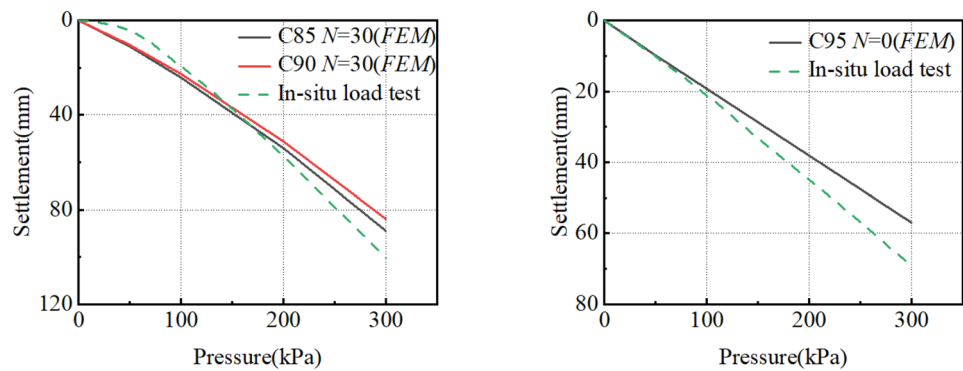 0
40
80
120
Settlement(mm)
C85 N=30(FEM)
C90 N=30(FEM)
In-situ load test
0
100
200
300
Pressure(kPa)
0
20
40
60
80
Settlement(mm)
C95 N=0(FEM)
In-situ load test
0
100
200
300
Pressure(kPa)